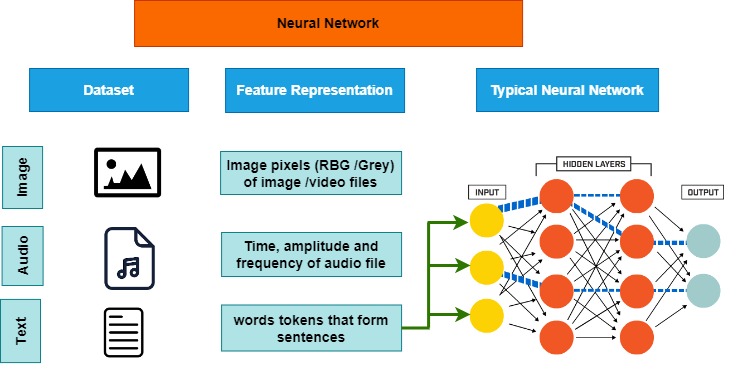 Neural Network
Dataset
Feature Representation
Typical Neural Network
Image
Image pixels (RBG /Grey)
of image /video files
HIDDEN LAYERS
INPUT
OUTPUT
Audio
Time, amplitude and
frequency of audio file
Text
words tokens that form
sentences